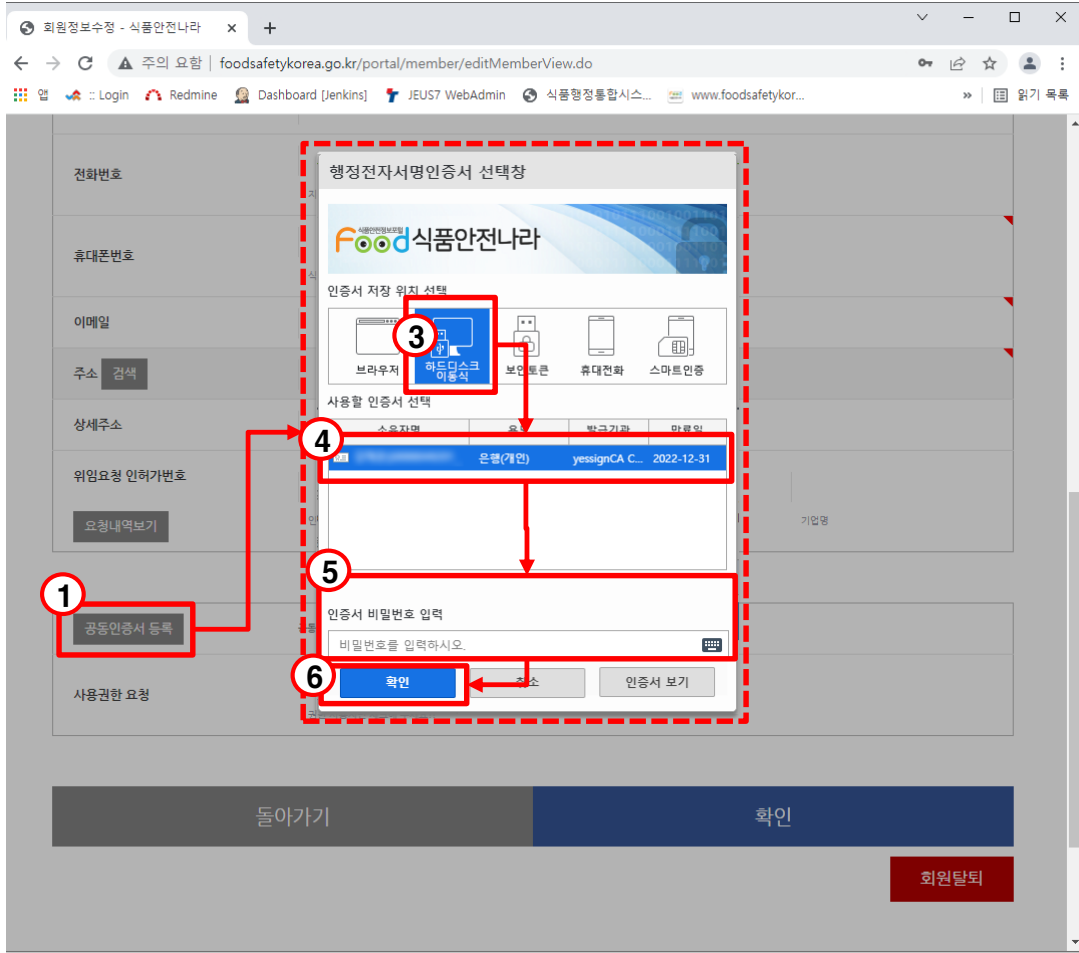 회원정보수정 - 식품안전나라
주의 요함 | foodsafetykorea.go.kr/portal/member/editMemberView.do
앱 :: Login Redmine Dashboard [Jenkins] JEUS7 WebAdmin 식품행정통합시스... www.foodsafetykor... » 읽기 목록
전화번호
휴대폰번호
이메일
주소 검색
상세주소
위임요청 인허가번호
요청내역보기
기업명
1
공동인증서 등록
사용권한 요청
행정전자서명인증서 선택창
식품안전정보포털
Food 식품안전나라
인증서 저장 위치 선택
3
브라우저 하드디스크 이동식 보안토큰 휴대전화 스마트인증
사용할 인증서 선택
소유자명 용도 발급기관 만료일
4
은행(개인) yessignCA C... 2022-12-31
5
인증서 비밀번호 입력
비밀번호를 입력하시오.
6
확인 취소 인증서 보기
돌아가기 확인
회원탈퇴